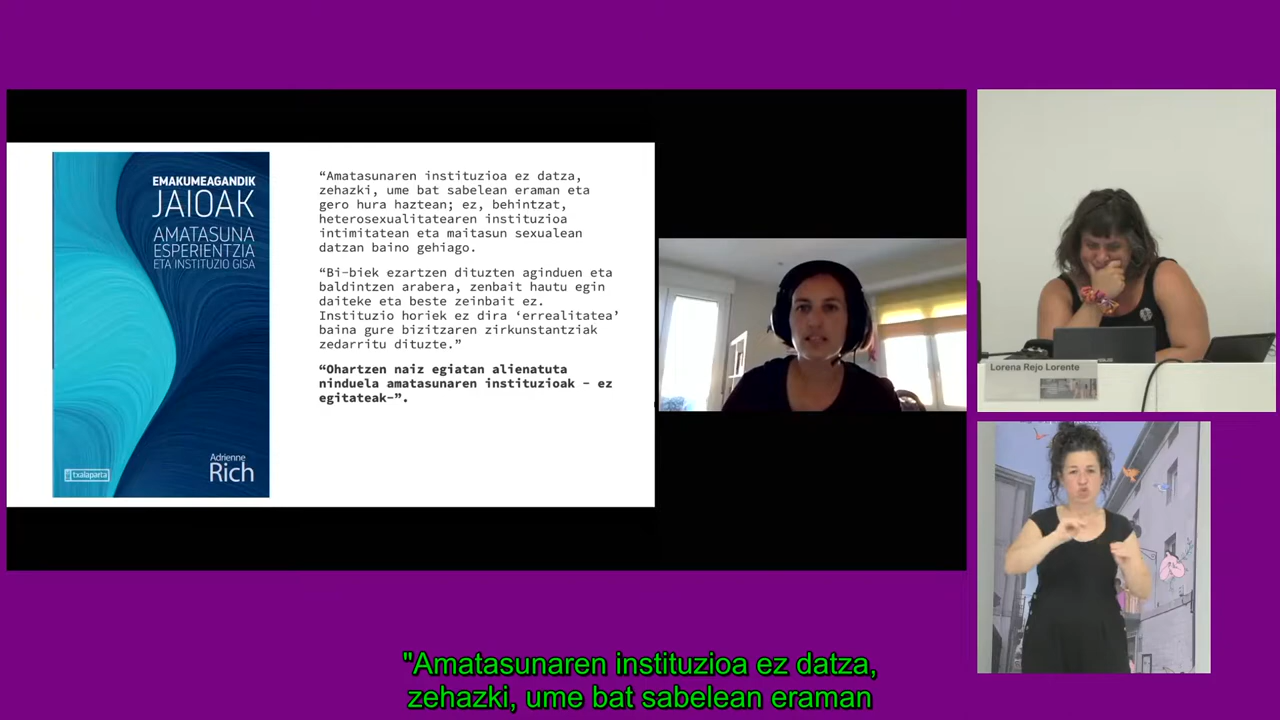 EMAKUMEAGANDIK
JAIOAK
AMATASUNA
ESPERIENTZIA
ETA INSTITUZIO GISA
txalaparta
Adrienne
Rich
“Amatasunaren instituzioa ez datza,
zehazki, ume bat sabelean eraman eta
gero hura haztean; ez, behintzat,
heterosexualitatearen instituzioa
intimitatean eta maitasun sexualean
datzan baino gehiago.
“Bi-biek ezartzen dituzten aginduen eta
baldintzen arabera, zenbait hautu egin
daiteke eta beste zeinbait ez.
Instituzio horiek ez dira ‘errealitatea’
baina gure bizitzaren zirkunstantziak
zedarritu dituzte.”
“Ohartzen naiz egiatan alienatuta
ninduela amatasunaren instituzioak - ez
egitateak-”.
Lorena Rejo Lorente
ASUS
"Amatasunaren instituzioa ez datza,
zehazki, ume bat sabelean eraman